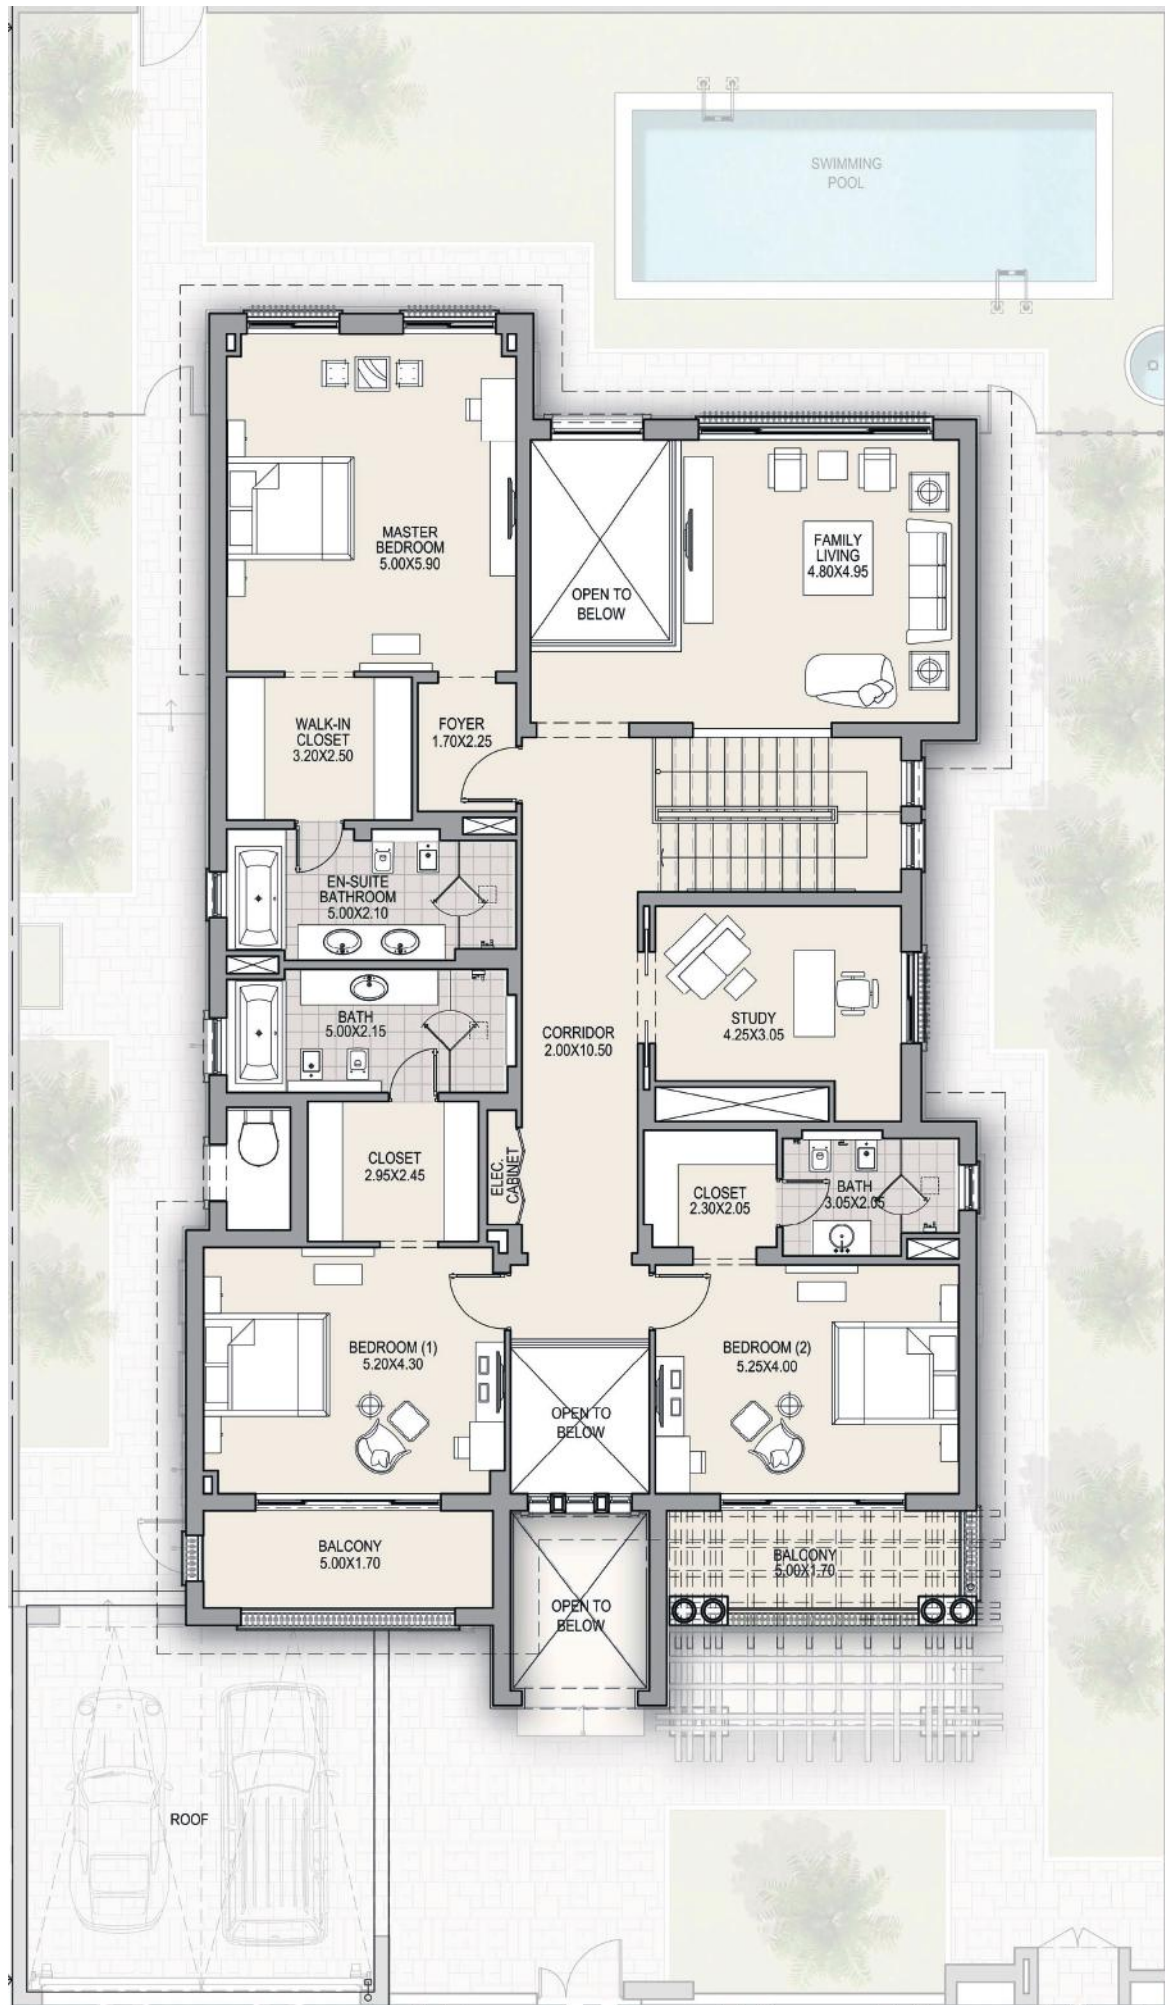 SWIMMING
POOL
MASTER
BEDROOM
5.00X5.90
OPEN TO
BELOW
FAMILY
LIVING
4.80X4.95
WALK-IN
CLOSET
3.20X2.50
FOYER
1.70X2.25
EN-SUITE
BATHROOM
5.00X2.10
BATH
5.00X2.15
CORRIDOR
2.00X10.50
STUDY
4.25X3.05
CLOSET
2.95X2.45
ELEC.
CABINET
CLOSET
2.30X2.05
BATH
3.05X2.05
BEDROOM (1)
5.20X4.30
BEDROOM (2)
5.25X4.00
OPEN TO
BELOW
BALCONY
5.00X1.70
BALCONY
5.00X1.70
OPEN TO
BELOW
ROOF